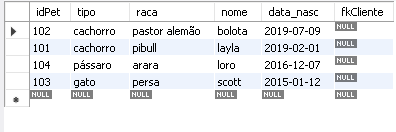 idPet tipo raca nome data_nasc fkCliente
102 cachorro pastor alemão bolota 2019-07-09 NULL
101 cachorro pibull layla 2019-02-01 NULL
104 pássaro arara loro 2016-12-07 NULL
103 gato persa scott 2015-01-12 NULL
NULL NULL NULL NULL NULL NULL